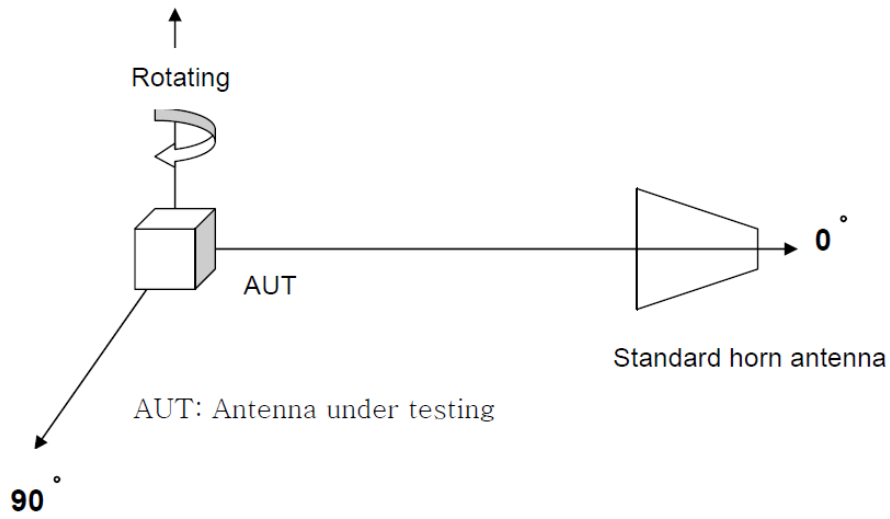 Rotating
0°
AUT
Standard horn antenna
AUT: Antenna under testing
90°